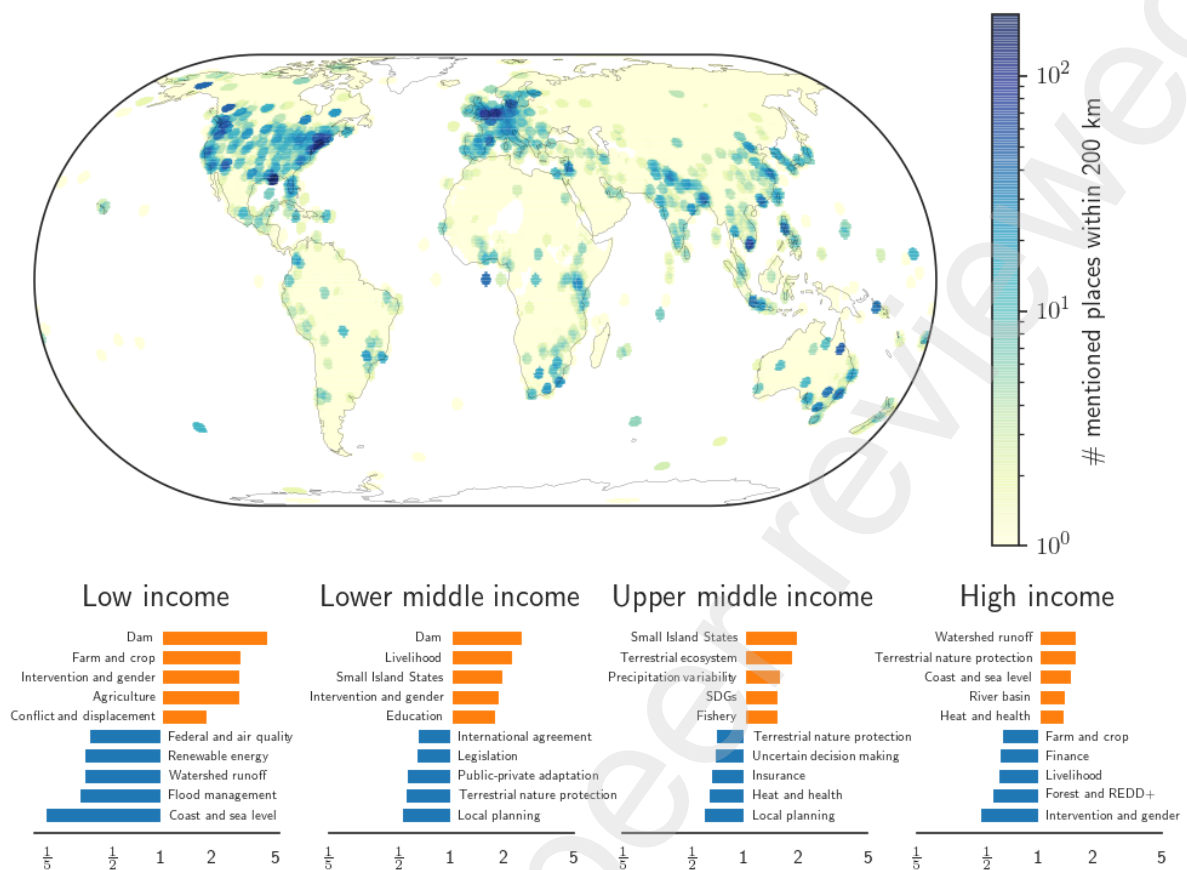 10²
10¹
10⁰
# mentioned places within 200 km
peer reviewed
Low income
Dam
Farm and crop
Intervention and gender
Agriculture
Conflict and displacement
Federal and air quality
Renewable energy
Watershed runoff
Flood management
Coast and sea level
1/5 1/2 1 2 5
Lower middle income
Dam
Livelihood
Small Island States
Intervention and gender
Education
International agreement
Legislation
Public-private adaptation
Terrestrial nature protection
Local planning
1/5 1/2 1 2 5
Upper middle income
Small Island States
Terrestrial ecosystem
Precipitation variability
SDGs
Fishery
Terrestrial nature protection
Uncertain decision making
Insurance
Heat and health
Local planning
1/5 1/2 1 2 5
High income
Watershed runoff
Terrestrial nature protection
Coast and sea level
River basin
Heat and health
Farm and crop
Finance
Livelihood
Forest and REDD+
Intervention and gender
1/5 1/2 1 2 5